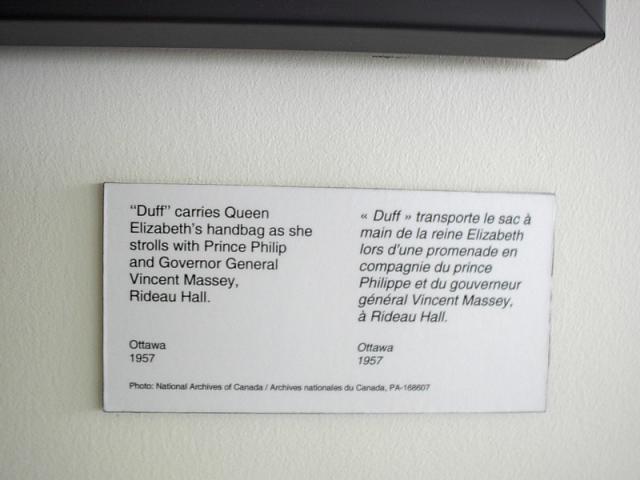 “Duff” carries Queen
Elizabeth's handbag as she
strolls with Prince Philip
and Governor General
Vincent Massey,
Rideau Hall.
Ottawa
1957
« Duff » transporte le sac à
main de la reine Elizabeth
lors d'une promenade en
compagnie du prince
Philippe et du gouverneur
général Vincent Massey,
à Rideau Hall.
Ottawa
1957
Photo: National Archives of Canada / Archives nationales du Canada, PA-168607